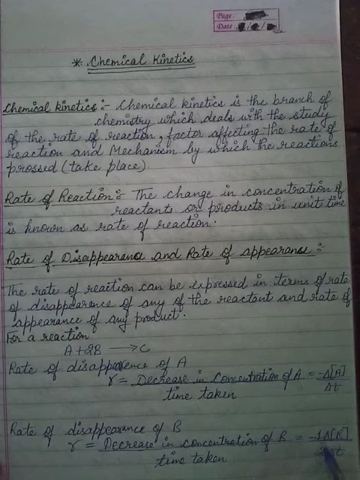 Page:
Date:
* Chemical Kinetics
Chemical kinetics :- Chemical kinetics is the branch of
chemistry which deals with the study
of the rate of reaction, factor affecting the rate of
reaction and Mechanism by which the reactions
proseed (take place)
Rate of Reaction :- The change in concentration of
reactants or products in unit time
is known as rate of reaction.
Rate of Disappearance and Rate of appearance :-
The rate of reaction can be expressed in terms of rate
of disappearence of any of the reactant and rate of
appearance of any product.
For a reaction
A + 2B → C
Rate of disappearence of A
r = Decrease in Concentration of A = -Δ[A]
time taken Δt
Rate of disappearence of B
r = Decrease in concentration of B = -1Δ[B]
time taken